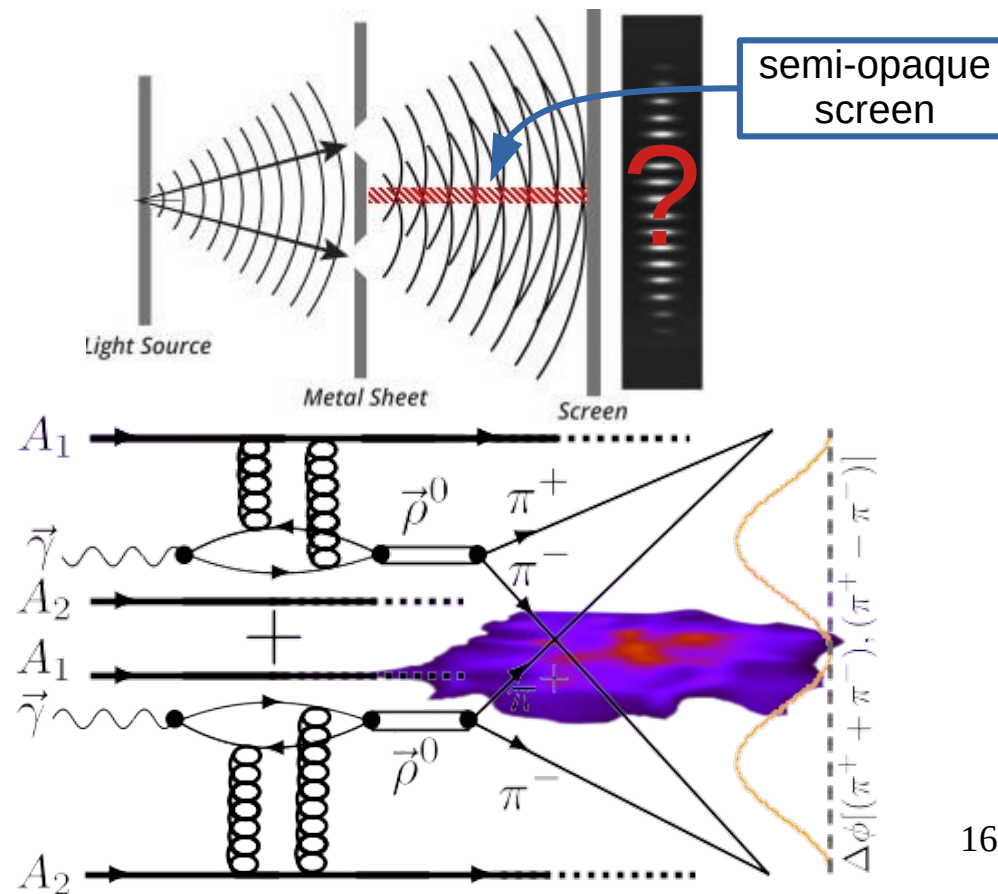 semi-opaque
screen
?
Light Source
Metal Sheet
Screen
A₁
π⁺
ρ⃗⁰
γ⃗
π⁻
A₂
+
A₁
π⁺
γ⃗
ρ⃗⁰
π⁻
A₂
Δϕ[(π⁺ + π⁻), (π⁺ − π⁻)]
16